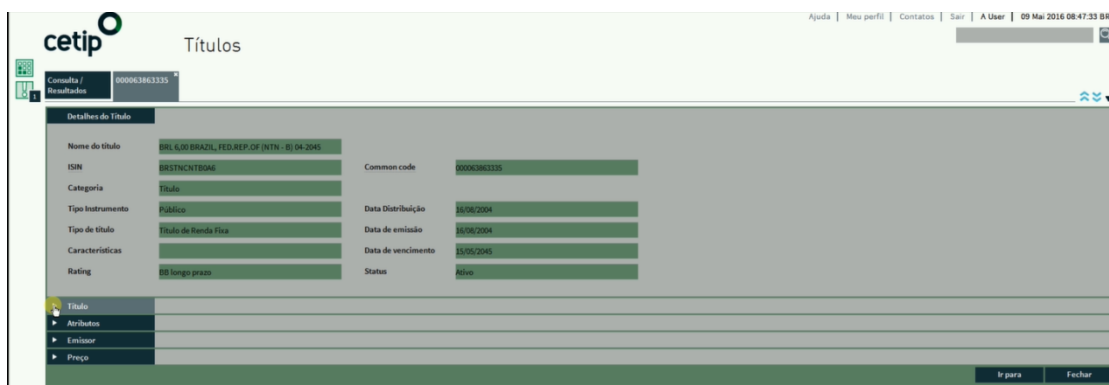 Ajuda | Meu perfil | Contatos | Sair | A User | 09 Mai 2016 08:47:33 BR
cetip
Títulos
1
Consulta / Resultados
000063863335
Detalhes do Título
Nome do título BRL 6,00 BRAZIL, FED.REP.OF (NTN - B) 04-2045
ISIN BRSTNCNTB0A6 Common code 000063863335
Categoria Título
Tipo Instrumento Público Data Distribuição 16/08/2004
Tipo de título Título de Renda Fixa Data de emissão 16/08/2004
Características Data de vencimento 15/05/2045
Rating BB longo prazo Status Ativo
Título
Atributos
Emissor
Preço
Ir para Fechar